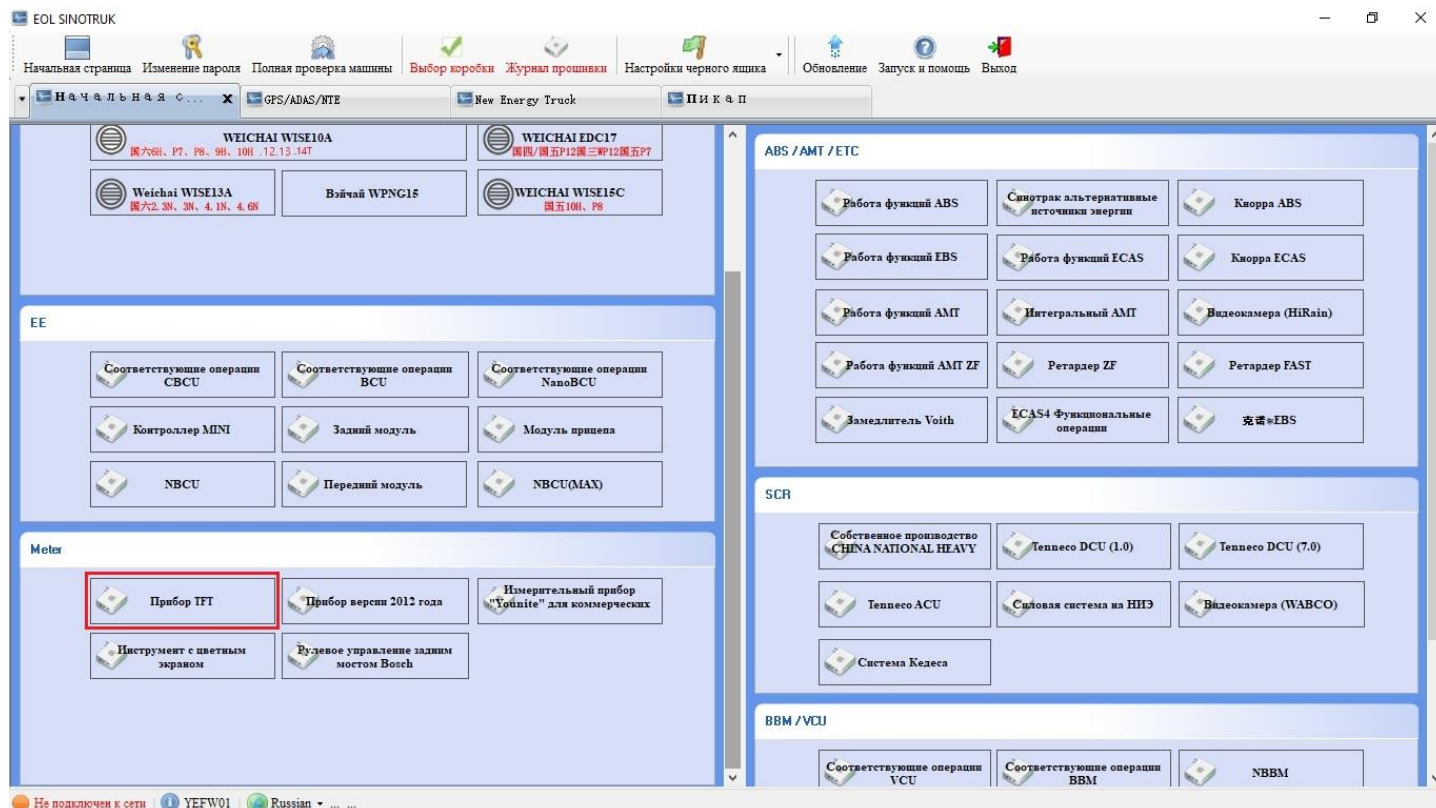 EOL SINOTRUK
Начальная страница
Изменение пароля
Полная проверка машины
Выбор коробки
Журнал прошивки
Настройки черного ящика
Обновление
Запуск и помощь
Выход
Начальная с...
X
GPS/ADAS/NTE
New Energy Truck
Пикап
WEICHAI WISE10A
国六6H、P7、P8、9H、10H .12.13 .14T
WEICHAI EDC17
国四/国五P12国三WP12国五P7
Weichai WISE13A
国六2.3N、3N、4.1N、4.6N
Вэйчай WPNG15
WEICHAI WISE15C
国五10H、P8
EE
Соответствующие операции
CBCU
Соответствующие операции
BCU
Соответствующие операции
NanoBCU
Контроллер MINI
Задний модуль
Модуль прицепа
NBCU
Передний модуль
NBCU(MAX)
Meter
Прибор TFT
Прибор версии 2012 года
Измерительный прибор
"Younite" для коммерческих
Инструмент с цветным
экраном
Рулевое управление задним
мостом Bosch
ABS / AMT / ETC
Работа функций ABS
Синотрак альтернативные
источники энергии
Кнорра ABS
Работа функций EBS
Работа функций ECAS
Кнорра ECAS
Работа функций AMT
Интегральный AMT
Видеокамера (HiRain)
Работа функций AMT ZF
Ретардер ZF
Ретардер FAST
Замедлитель Voith
ECAS4 Функциональные
операции
克诺®EBS
SCR
Собственное производство
CHINA NATIONAL HEAVY
Tenneco DCU (1.0)
Tenneco DCU (7.0)
Tenneco ACU
Силовая система на НИЭ
Видеокамера (WABCO)
Система Кедеса
BBM / VCU
Соответствующие операции
VCU
Соответствующие операции
BBM
NBBM
Не подключен к сети
YEFW01
Russian
... ...